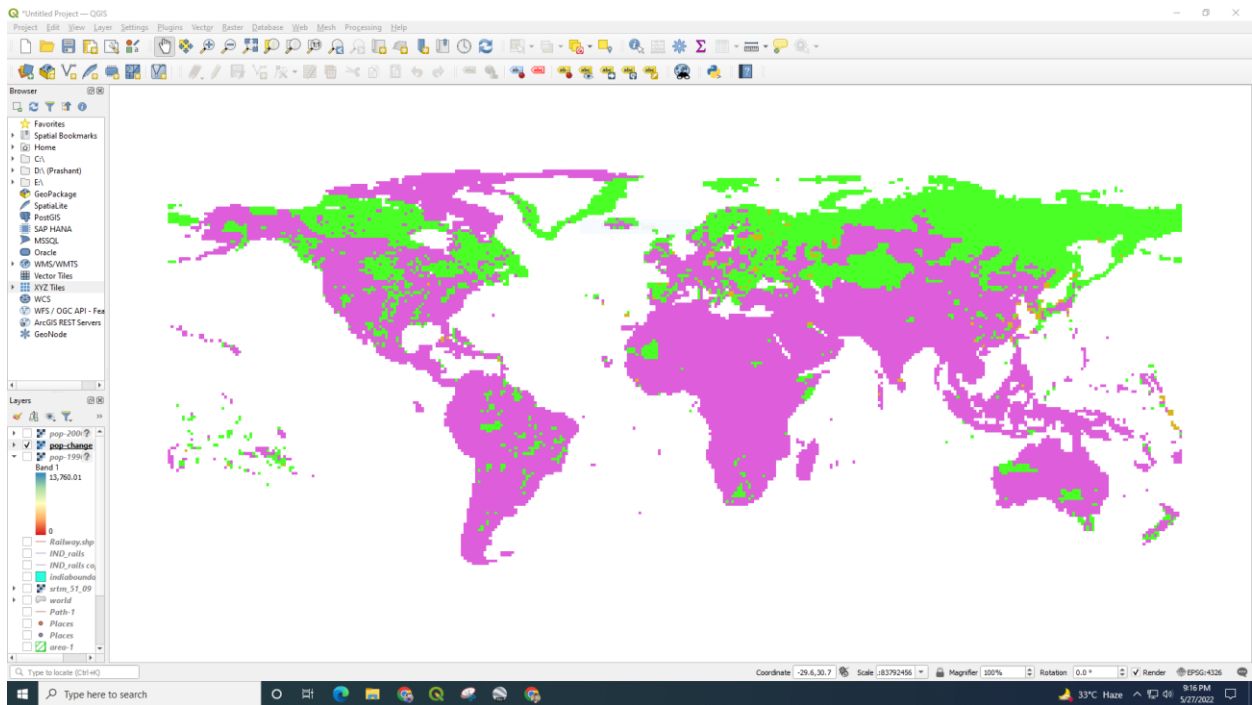 *Untitled Project — QGIS
Project Edit View Layer Settings Plugins Vector Raster Database Web Mesh Processing Help
Browser
Favorites
Spatial Bookmarks
Home
C:\
D:\ (Prashant)
E:\
GeoPackage
SpatiaLite
PostGIS
SAP HANA
MSSQL
Oracle
WMS/WMTS
Vector Tiles
XYZ Tiles
WCS
WFS / OGC API - Fea
ArcGIS REST Servers
GeoNode
Layers
pop-200
pop-change
pop-199
Band 1
13,760.01
0
Railway.shp
IND_rails
IND_rails co
indiabounda
srtm_51_09
world
Path-1
Places
Places
area-1
Type to locate (Ctrl+K)
Coordinate -29.6,30.7 Scale :83792456 Magnifier 100% Rotation 0.0 ° Render EPSG:4326
Type here to search
33°C Haze 9:16 PM
5/27/2022